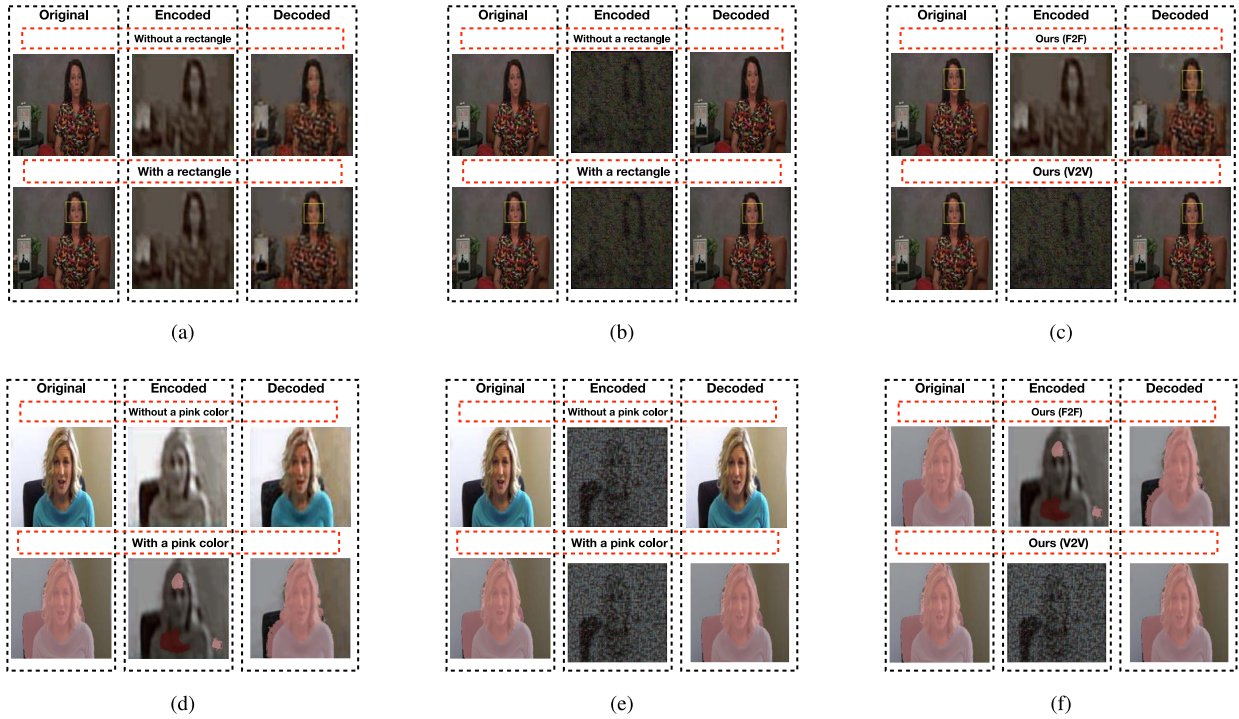 Original Encoded Decoded
Without a rectangle
With a rectangle
(a)
Original Encoded Decoded
Without a rectangle
With a rectangle
(b)
Original Encoded Decoded
Ours (F2F)
Ours (V2V)
(c)
Original Encoded Decoded
Without a pink color
With a pink color
(d)
Original Encoded Decoded
Without a pink color
With a pink color
(e)
Original Encoded Decoded
Ours (F2F)
Ours (V2V)
(f)